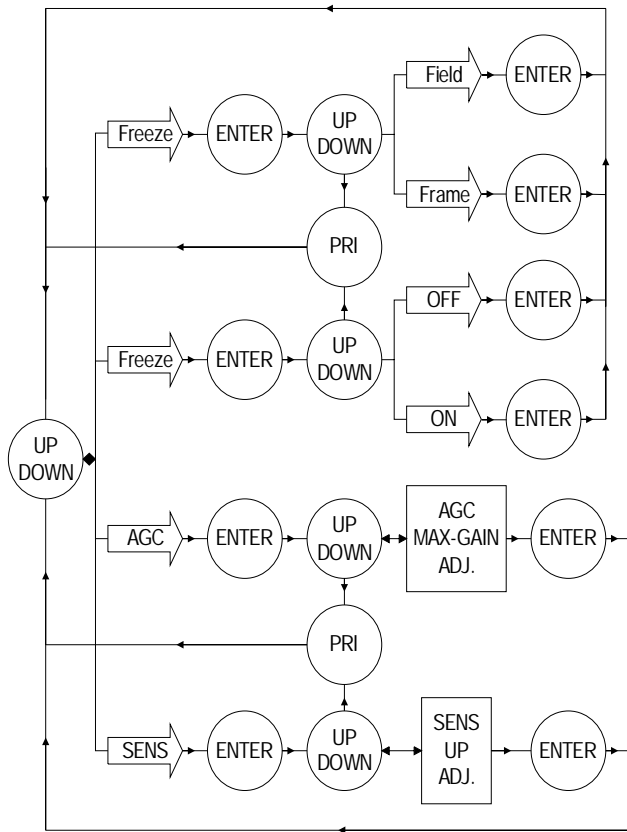 Field
ENTER
Freeze
ENTER
UP
DOWN
Frame
ENTER
PRI
OFF
ENTER
Freeze
ENTER
UP
DOWN
ON
ENTER
UP
DOWN
AGC
ENTER
UP
DOWN
AGC
MAX-GAIN
ADJ.
ENTER
PRI
SENS
ENTER
UP
DOWN
SENS
UP
ADJ.
ENTER